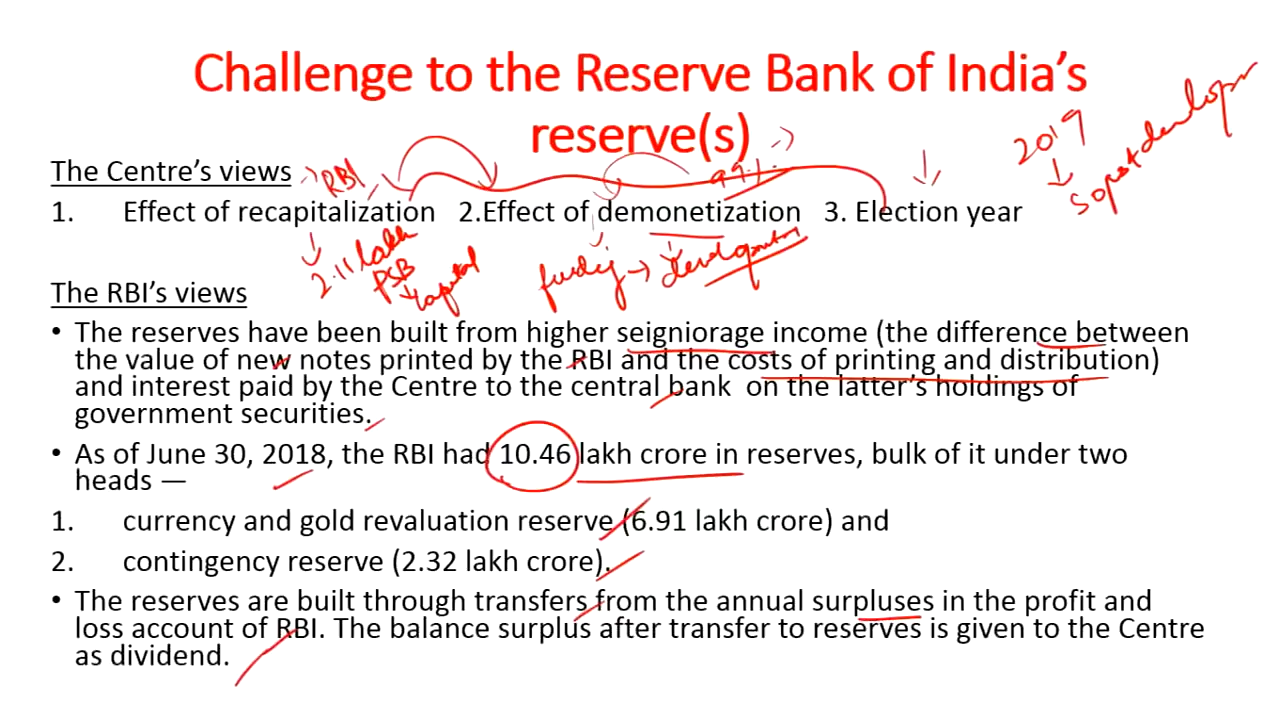 Challenge to the Reserve Bank of India's
reserve(s)
2019
The Centre's views
RBI
99%
1. Effect of recapitalization 2.Effect of demonetization 3. Election year
2.11 lakh
PSB
capital
The RBI's views
• The reserves have been built from higher seigniorage income (the difference between
the value of new notes printed by the RBI and the costs of printing and distribution)
and interest paid by the Centre to the central bank on the latter's holdings of
government securities.
• As of June 30, 2018, the RBI had 10.46 lakh crore in reserves, bulk of it under two
heads —
1. currency and gold revaluation reserve (6.91 lakh crore) and
2. contingency reserve (2.32 lakh crore).
• The reserves are built through transfers from the annual surpluses in the profit and
loss account of RBI. The balance surplus after transfer to reserves is given to the Centre
as dividend.